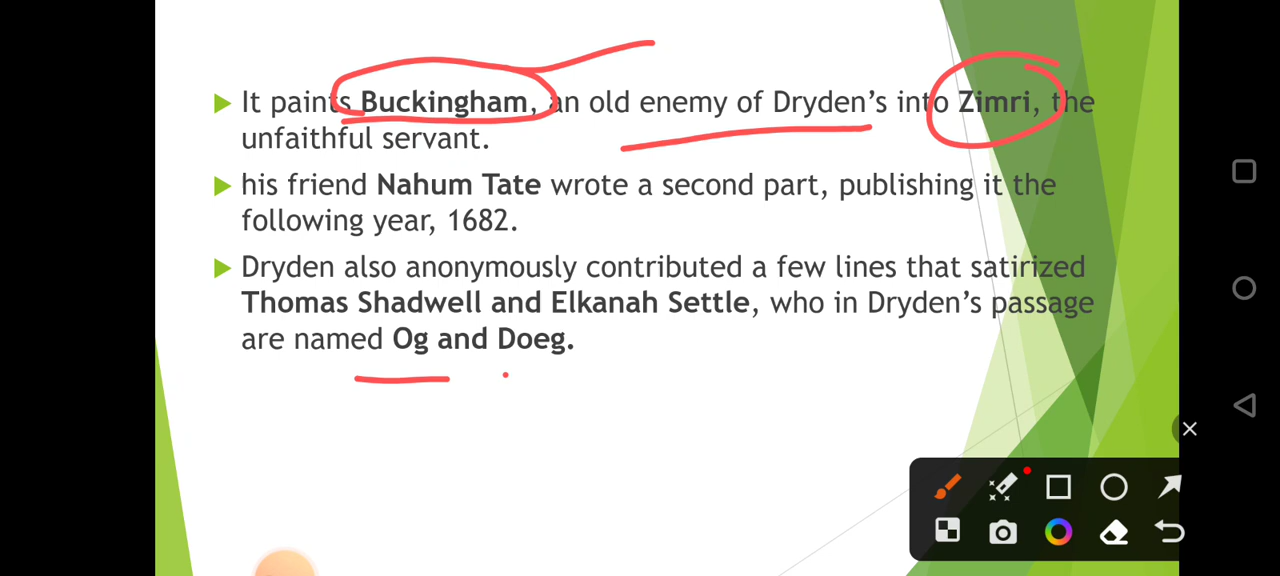 It paints Buckingham, an old enemy of Dryden's into Zimri, the
unfaithful servant.
his friend Nahum Tate wrote a second part, publishing it the
following year, 1682.
Dryden also anonymously contributed a few lines that satirized
Thomas Shadwell and Elkanah Settle, who in Dryden's passage
are named Og and Doeg.